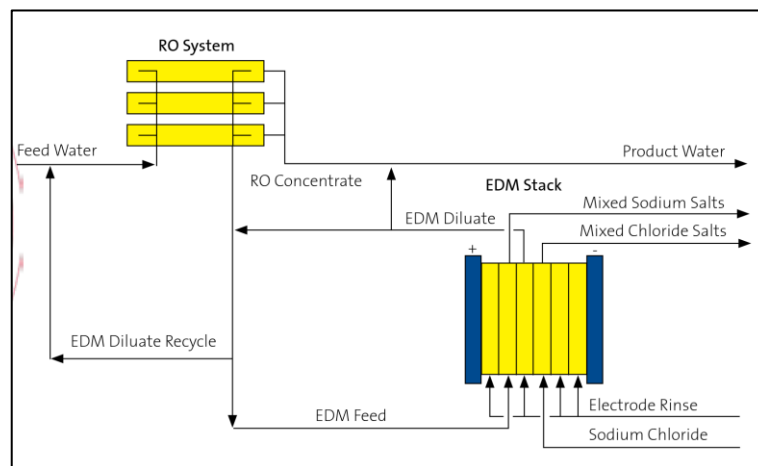 RO System
Feed Water
Product Water
RO Concentrate
EDM Stack
Mixed Sodium Salts
EDM Diluate
Mixed Chloride Salts
+
-
EDM Diluate Recycle
Electrode Rinse
EDM Feed
Sodium Chloride